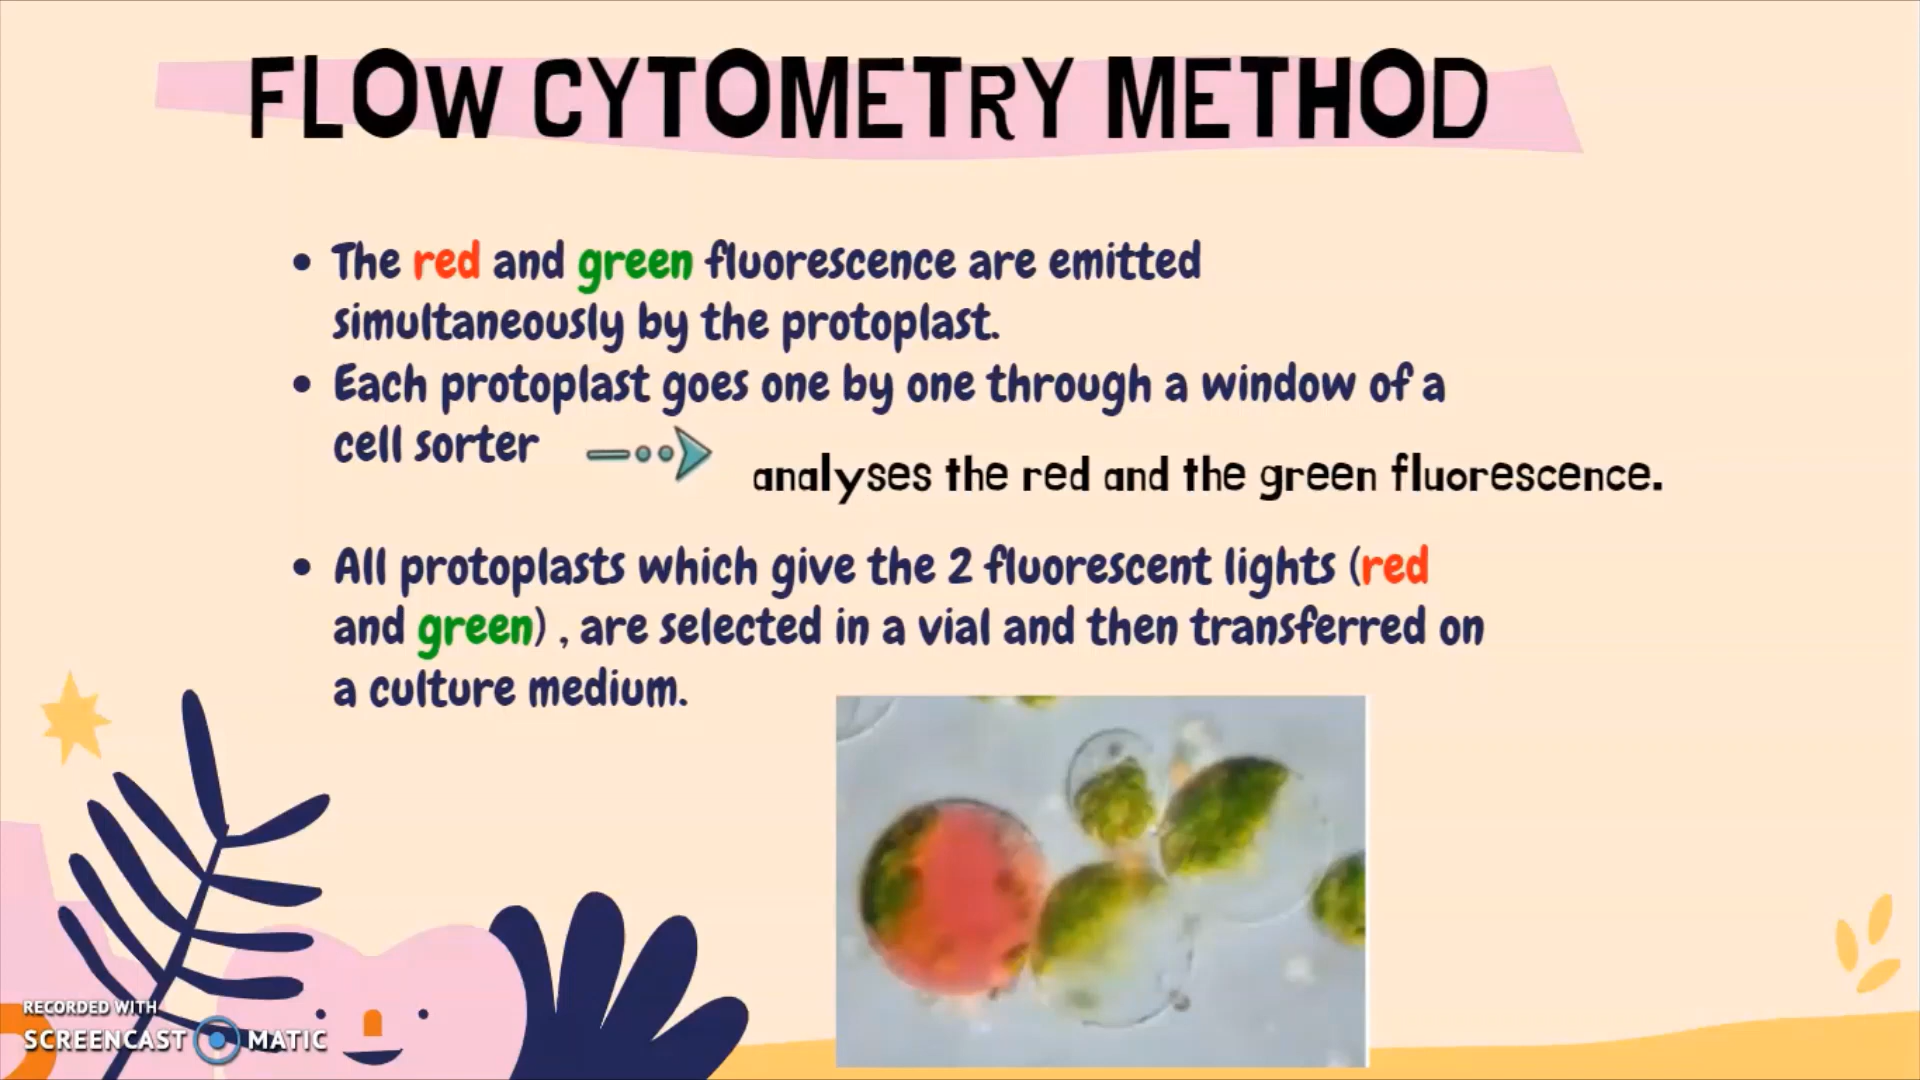 FLOW CYTOMETRY METHOD
• The red and green fluorescence are emitted
simultaneously by the protoplast.
• Each protoplast goes one by one through a window of a
cell sorter
analyses the red and the green fluorescence.
• All protoplasts which give the 2 fluorescent lights (red
and green) , are selected in a vial and then transferred on
a culture medium.
RECORDED WITH
SCREENCAST MATIC